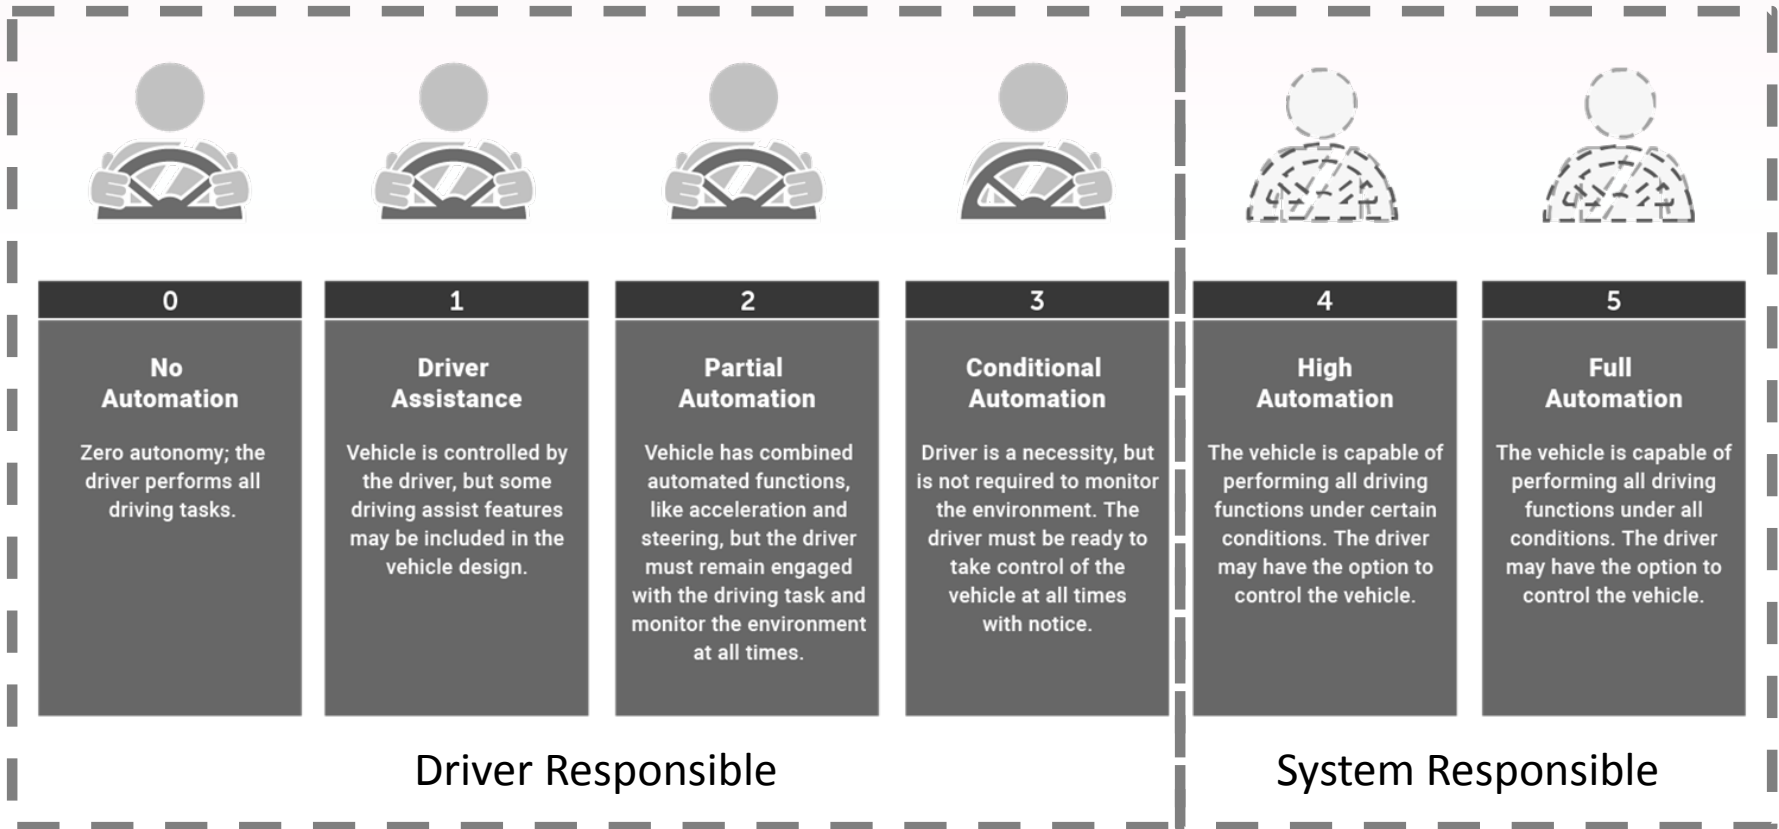 0
No
Automation
Zero autonomy; the
driver performs all
driving tasks.
1
Driver
Assistance
Vehicle is controlled by
the driver, but some
driving assist features
may be included in the
vehicle design.
2
Partial
Automation
Vehicle has combined
automated functions,
like acceleration and
steering, but the driver
must remain engaged
with the driving task and
monitor the environment
at all times.
3
Conditional
Automation
Driver is a necessity, but
is not required to monitor
the environment. The
driver must be ready to
take control of the
vehicle at all times
with notice.
4
High
Automation
The vehicle is capable of
performing all driving
functions under certain
conditions. The driver
may have the option to
control the vehicle.
5
Full
Automation
The vehicle is capable of
performing all driving
functions under all
conditions. The driver
may have the option to
control the vehicle.
Driver Responsible
System Responsible